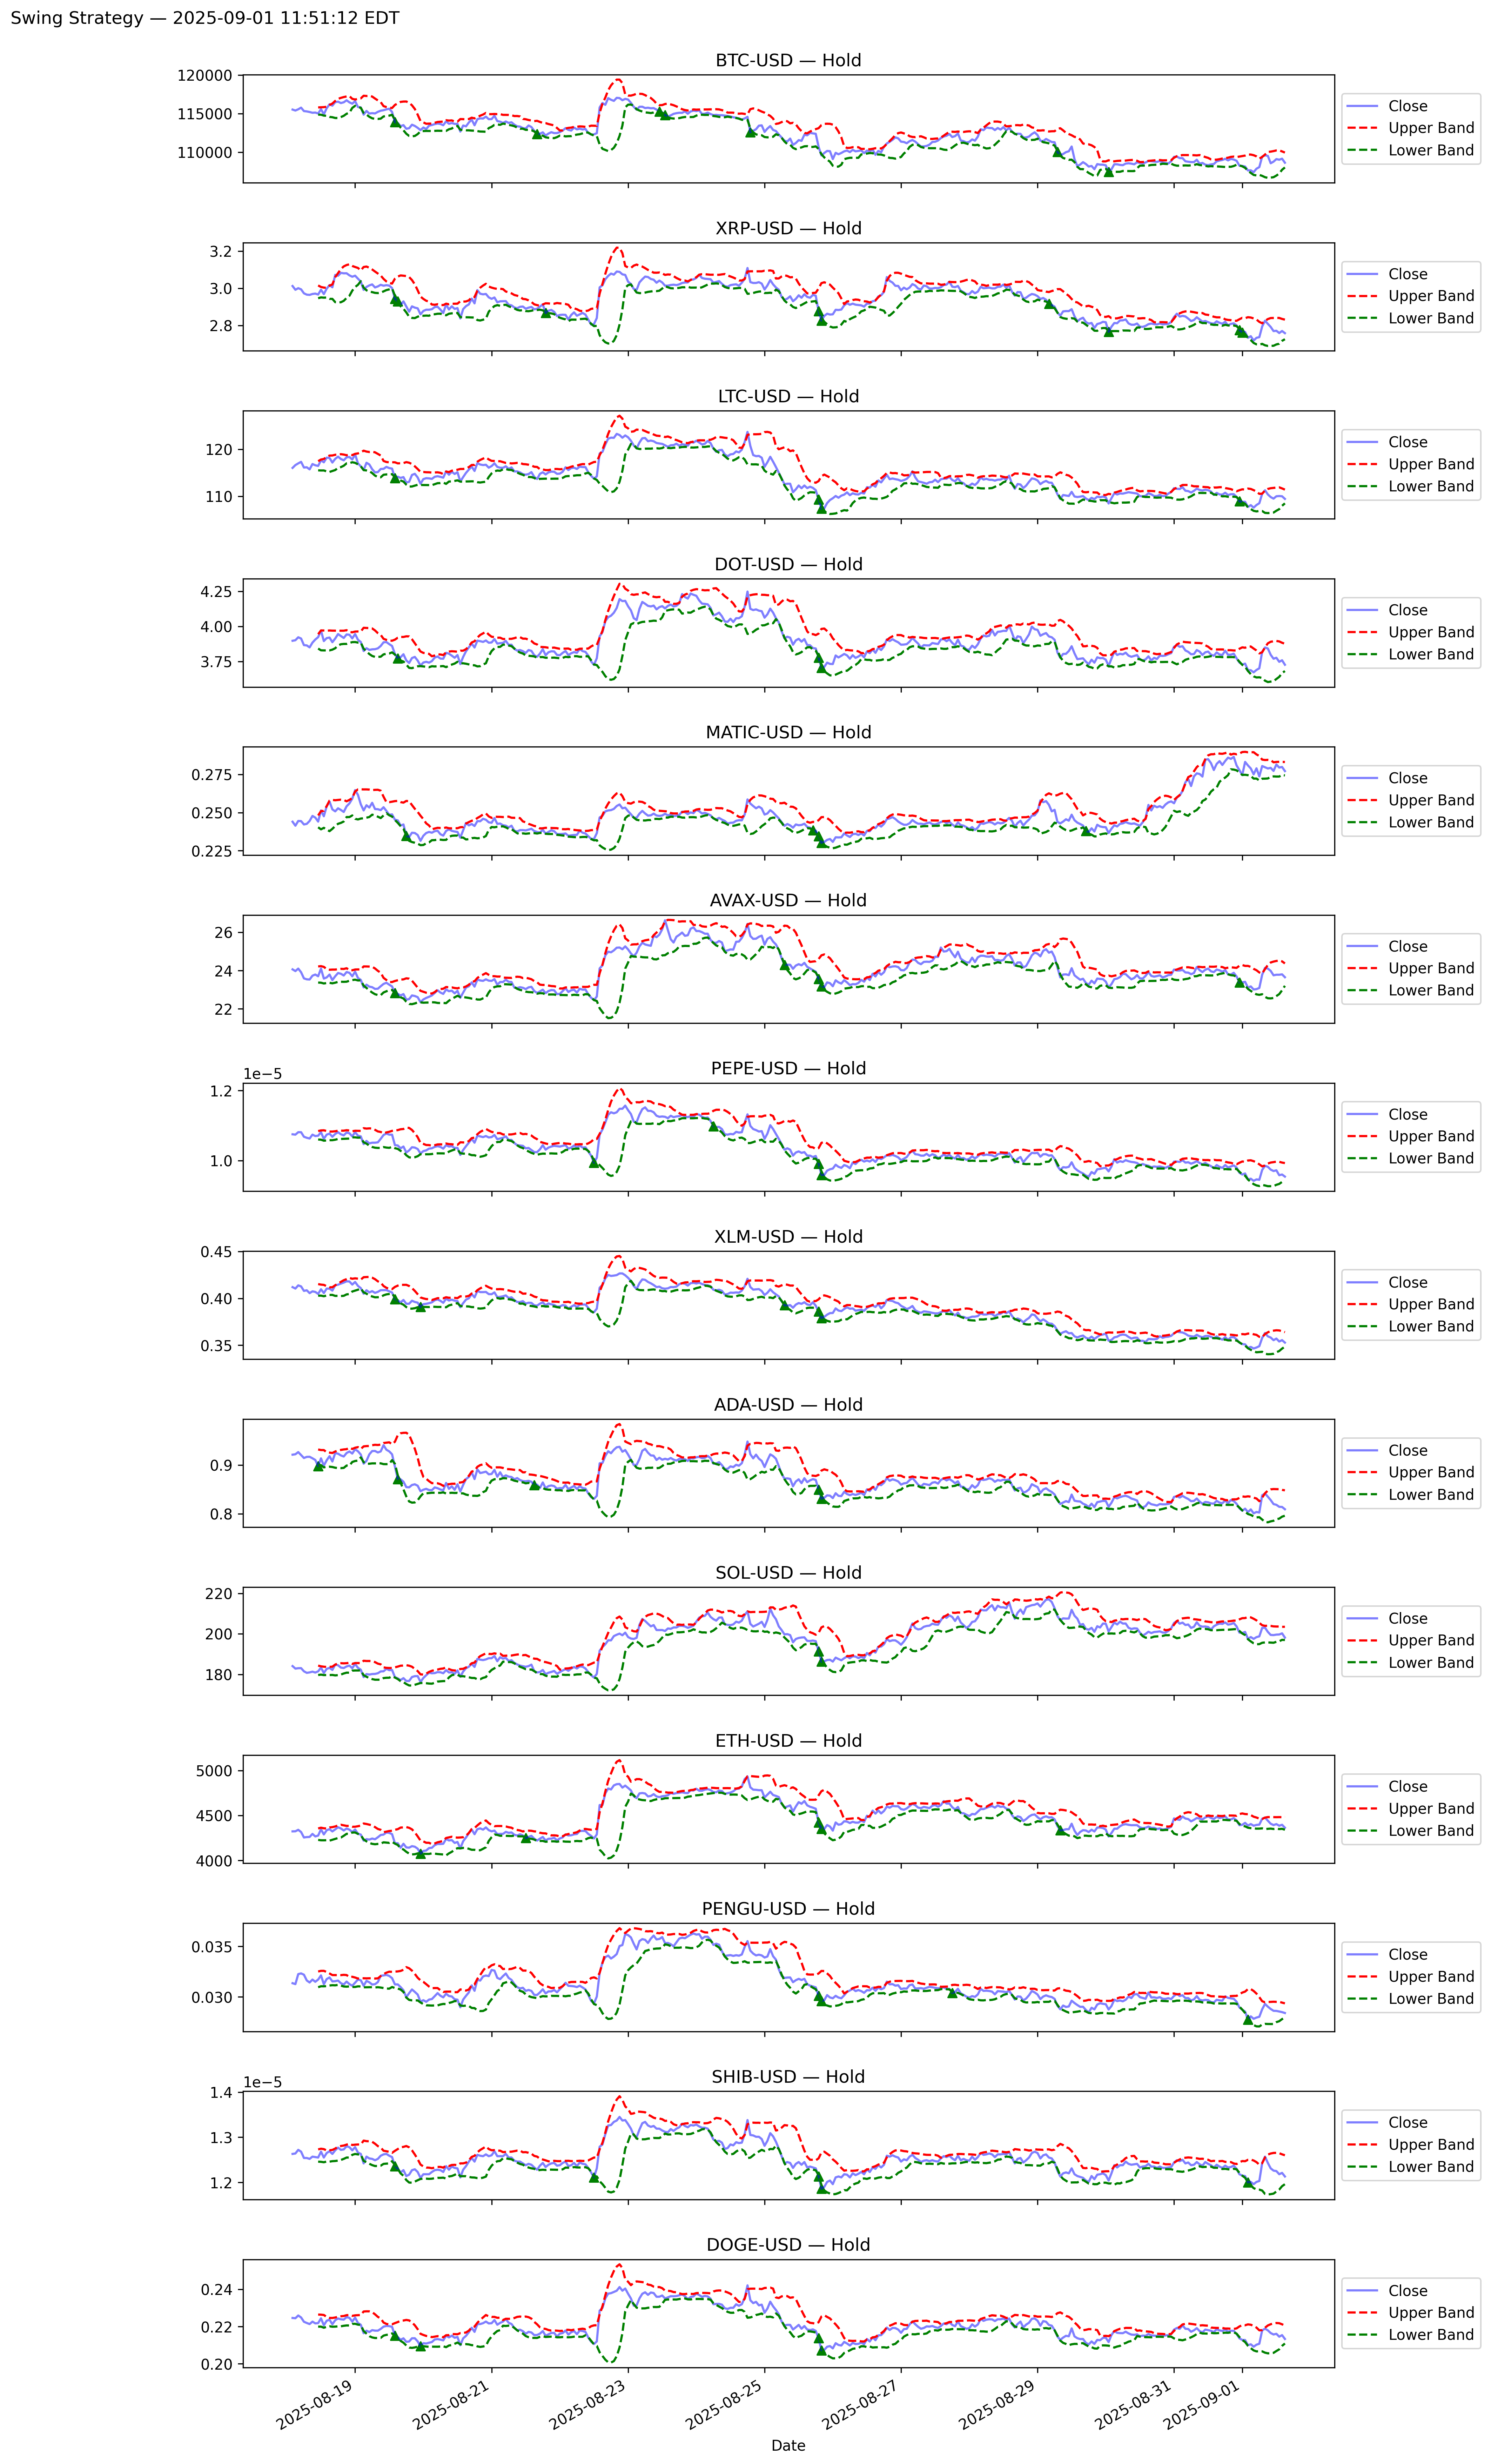 Swing Strategy — 2025-09-01 11:51:12 EDT
BTC-USD — Hold
120000
115000
110000
Close
Upper Band
Lower Band
XRP-USD — Hold
3.2
3.0
2.8
Close
Upper Band
Lower Band
LTC-USD — Hold
120
110
Close
Upper Band
Lower Band
DOT-USD — Hold
4.25
4.00
3.75
Close
Upper Band
Lower Band
MATIC-USD — Hold
0.275
0.250
0.225
Close
Upper Band
Lower Band
AVAX-USD — Hold
26
24
22
Close
Upper Band
Lower Band
PEPE-USD — Hold
1e−5
1.2
1.0
Close
Upper Band
Lower Band
XLM-USD — Hold
0.45
0.40
0.35
Close
Upper Band
Lower Band
ADA-USD — Hold
0.9
0.8
Close
Upper Band
Lower Band
SOL-USD — Hold
220
200
180
Close
Upper Band
Lower Band
ETH-USD — Hold
5000
4500
4000
Close
Upper Band
Lower Band
PENGU-USD — Hold
0.035
0.030
Close
Upper Band
Lower Band
SHIB-USD — Hold
1e−5
1.4
1.3
1.2
Close
Upper Band
Lower Band
DOGE-USD — Hold
0.24
0.22
0.20
Close
Upper Band
Lower Band
2025-08-19
2025-08-21
2025-08-23
2025-08-25
2025-08-27
2025-08-29
2025-08-31
2025-09-01
Date